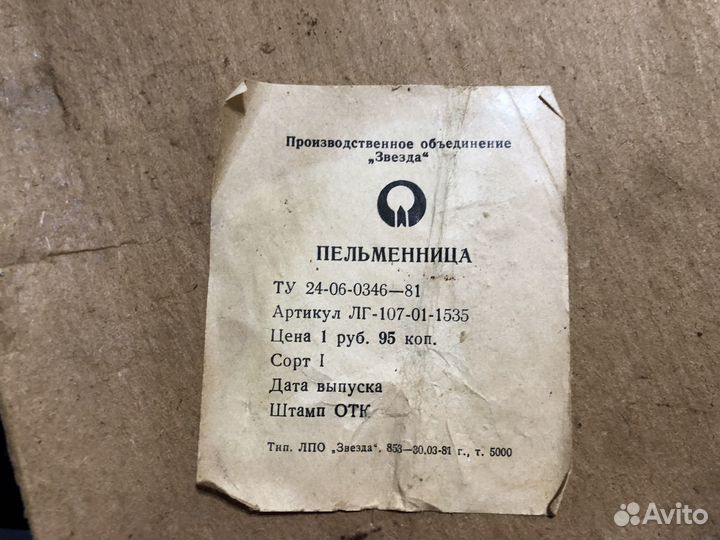 Производственное объединение
„Звезда“
ПЕЛЬМЕННИЦА
ТУ 24-06-0346—81
Артикул ЛГ-107-01-1535
Цена 1 руб. 95 коп.
Сорт I
Дата выпуска
Штамп ОТК
Тип. ЛПО „Звезда“. 853—30.03-81 г., т. 5000
Avito